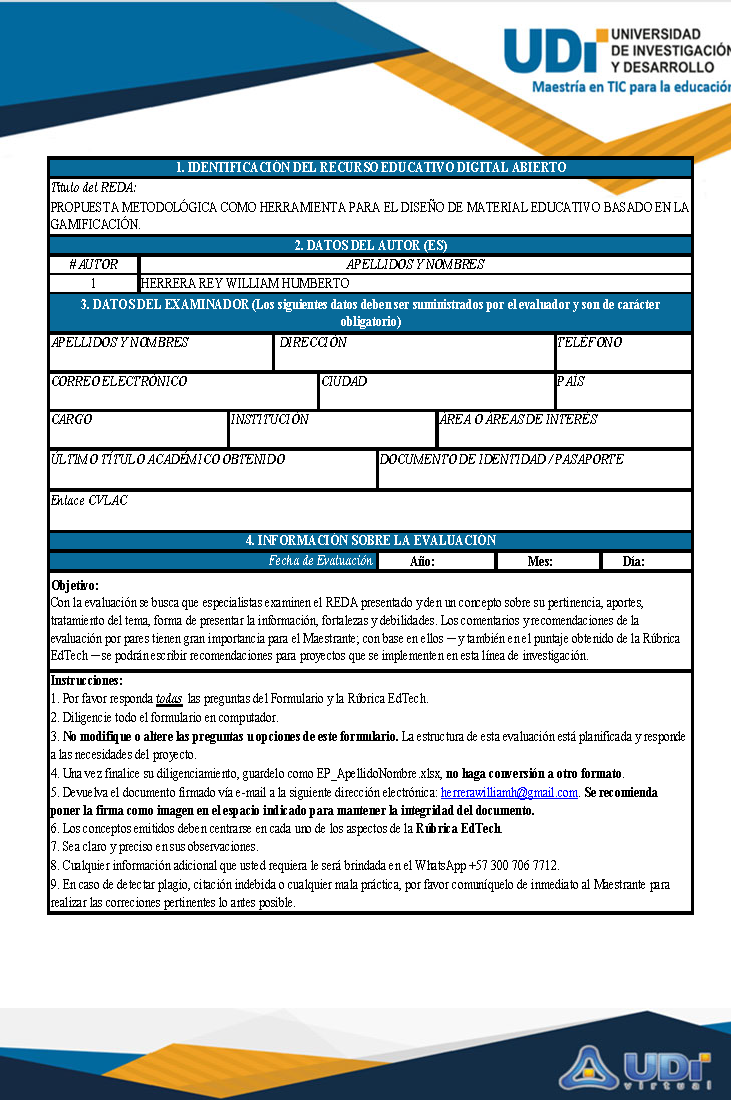 UDi UNIVERSIDAD
DE INVESTIGACIÓN
Y DESARROLLO
Maestría en TIC para la educación
1. IDENTIFICACIÓN DEL RECURSO EDUCATIVO DIGITAL ABIERTO
Título del REDA:
PROPUESTA METODOLÓGICA COMO HERRAMIENTA PARA EL DISEÑO DE MATERIAL EDUCATIVO BASADO EN LA
GAMIFICACIÓN.
2. DATOS DEL AUTOR (ES)
# AUTOR APELLIDOS Y NOMBRES
1 HERRERA REY WILLIAM HUMBERTO
3. DATOS DEL EXAMINADOR (Los siguientes datos deben ser suministrados por el evaluador y son de carácter
obligatorio)
APELLIDOS Y NOMBRES DIRECCIÓN TELÉFONO
CORREO ELECTRÓNICO CIUDAD PAÍS
CARGO INSTITUCIÓN ÁREA O ÁREAS DE INTERÉS
ÚLTIMO TÍTULO ACADÉMICO OBTENIDO DOCUMENTO DE IDENTIDAD / PASAPORTE
Enlace CVLAC
4. INFORMACIÓN SOBRE LA EVALUACIÓN
Fecha de Evaluación Año: Mes: Día:
Objetivo:
Con la evaluación se busca que especialistas examinen el REDA presentado y den un concepto sobre su pertinencia, aportes,
tratamiento del tema, forma de presentar la información, fortalezas y debilidades. Los comentarios y recomendaciones de la
evaluación por pares tienen gran importancia para el Maestrante; con base en ellos — y también en el puntaje obtenido de la Rúbrica
EdTech — se podrán escribir recomendaciones para proyectos que se implementen en esta línea de investigación.
Instrucciones:
1. Por favor responda todas las preguntas del Formulario y la Rúbrica EdTech.
2. Diligencie todo el formulario en computador.
3. No modifique o altere las preguntas u opciones de este formulario. La estructura de esta evaluación está planificada y responde
a las necesidades del proyecto.
4. Una vez finalice su diligenciamiento, guardelo como EP_ApellidoNombre.xlsx, no haga conversión a otro formato.
5. Devuelva el documento firmado vía e-mail a la siguiente dirección electrónica: herrerawilliamh@gmail.com. Se recomienda
poner la firma como imagen en el espacio indicado para mantener la integridad del documento.
6. Los conceptos emitidos deben centrarse en cada uno de los aspectos de la Rúbrica EdTech.
7. Sea claro y preciso en sus observaciones.
8. Cualquier información adicional que usted requiera le será brindada en el WhatsApp +57 300 706 7712.
9. En caso de detectar plagio, citación indebida o cualquier mala práctica, por favor comuníquelo de inmediato al Maestrante para
realizar las correciones pertinentes lo antes posible.
UDi
virtual